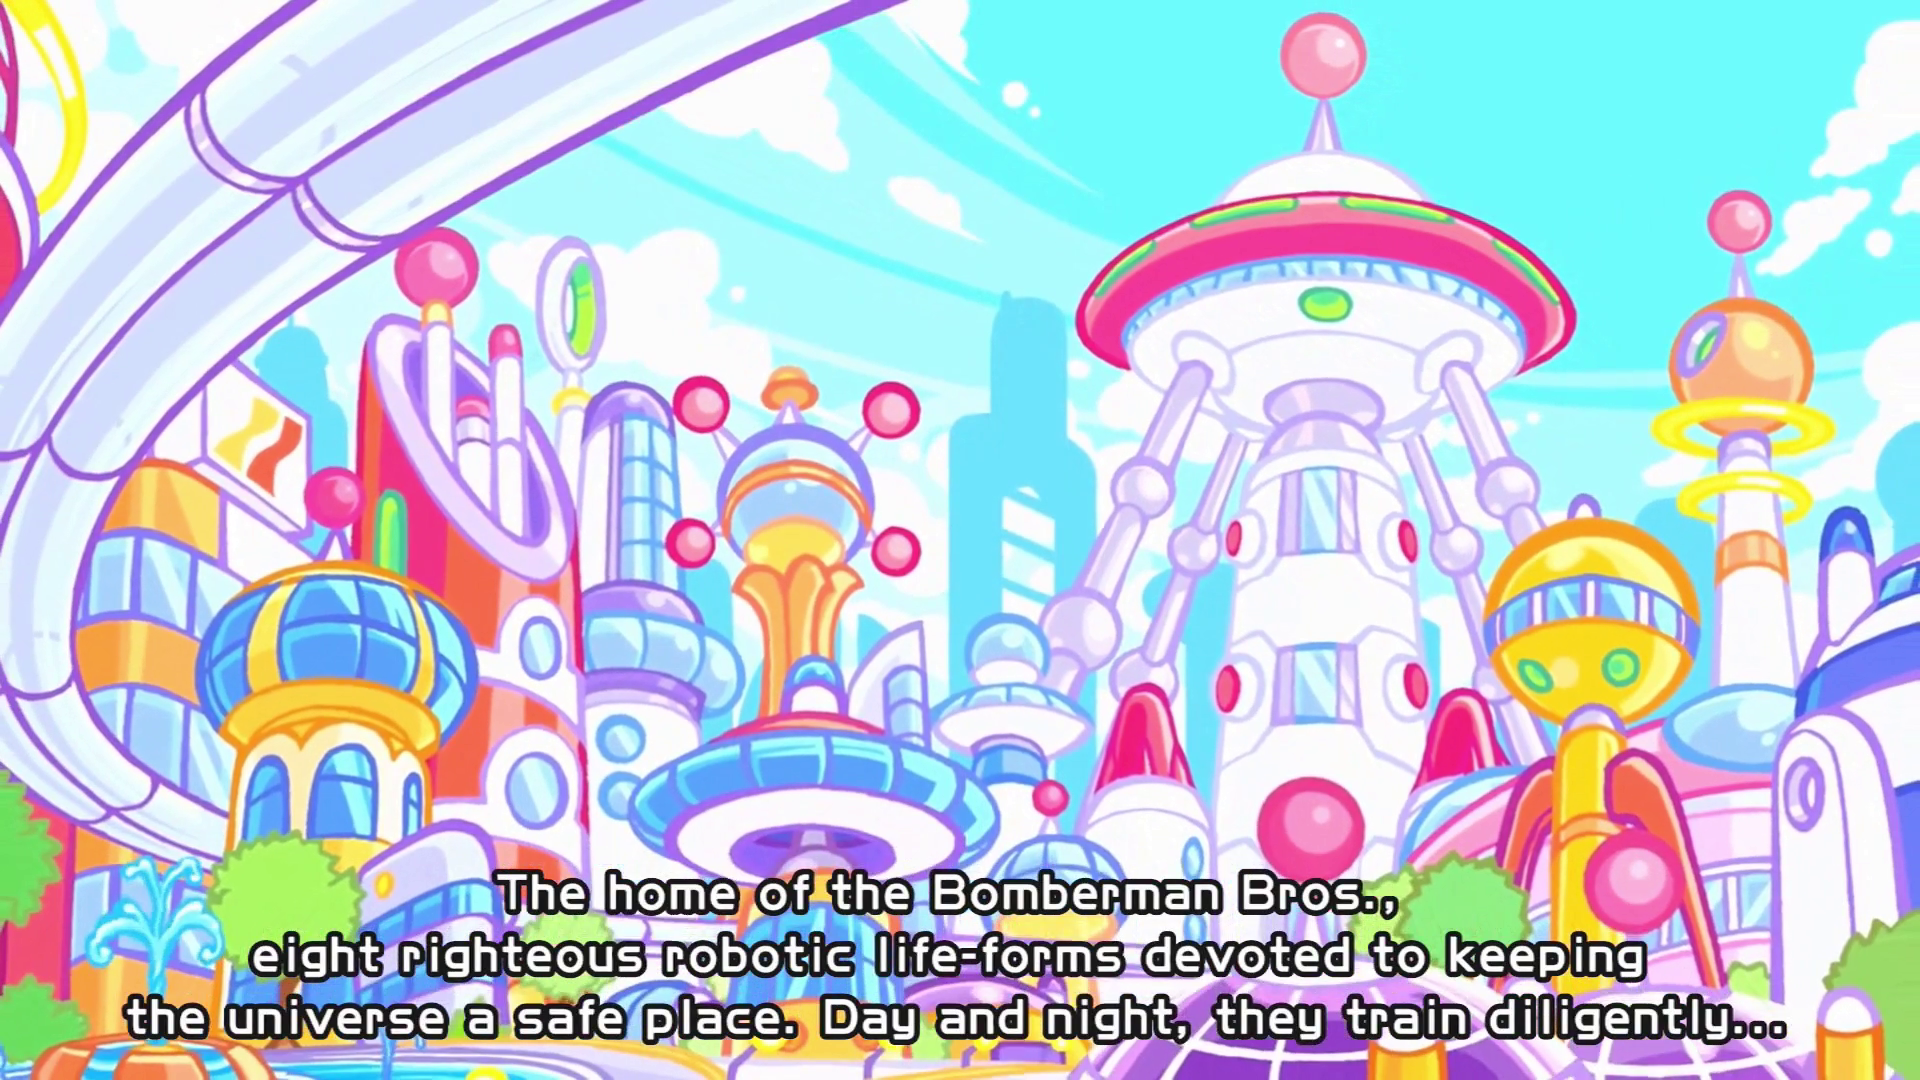 The home of the Bomberman Bros.,
eight righteous robotic life-forms devoted to keeping
the universe a safe place. Day and night, they train diligently...